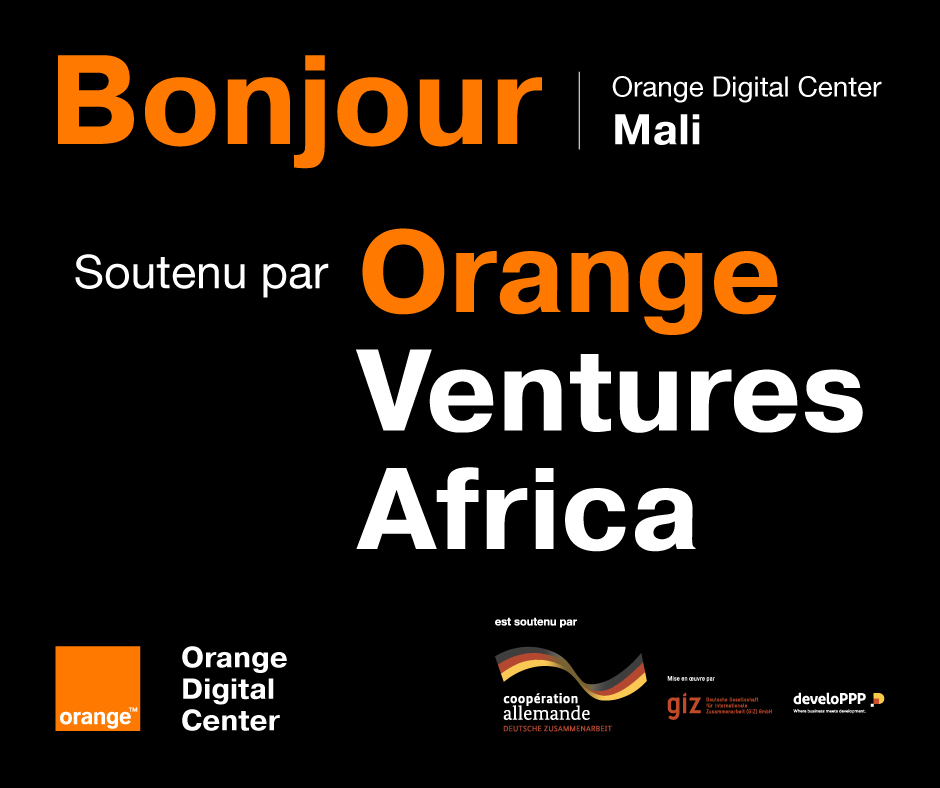 Bonjour
Orange Digital Center
Mali
Soutenu par Orange
Ventures
Africa
orange™
Orange
Digital
Center
est soutenu par
coopération
allemande
DEUTSCHE ZUSAMMENARBEIT
Mise en œuvre par
giz
Deutsche Gesellschaft
für Internationale
Zusammenarbeit (GIZ) GmbH
develoPPP
Where business meets development.